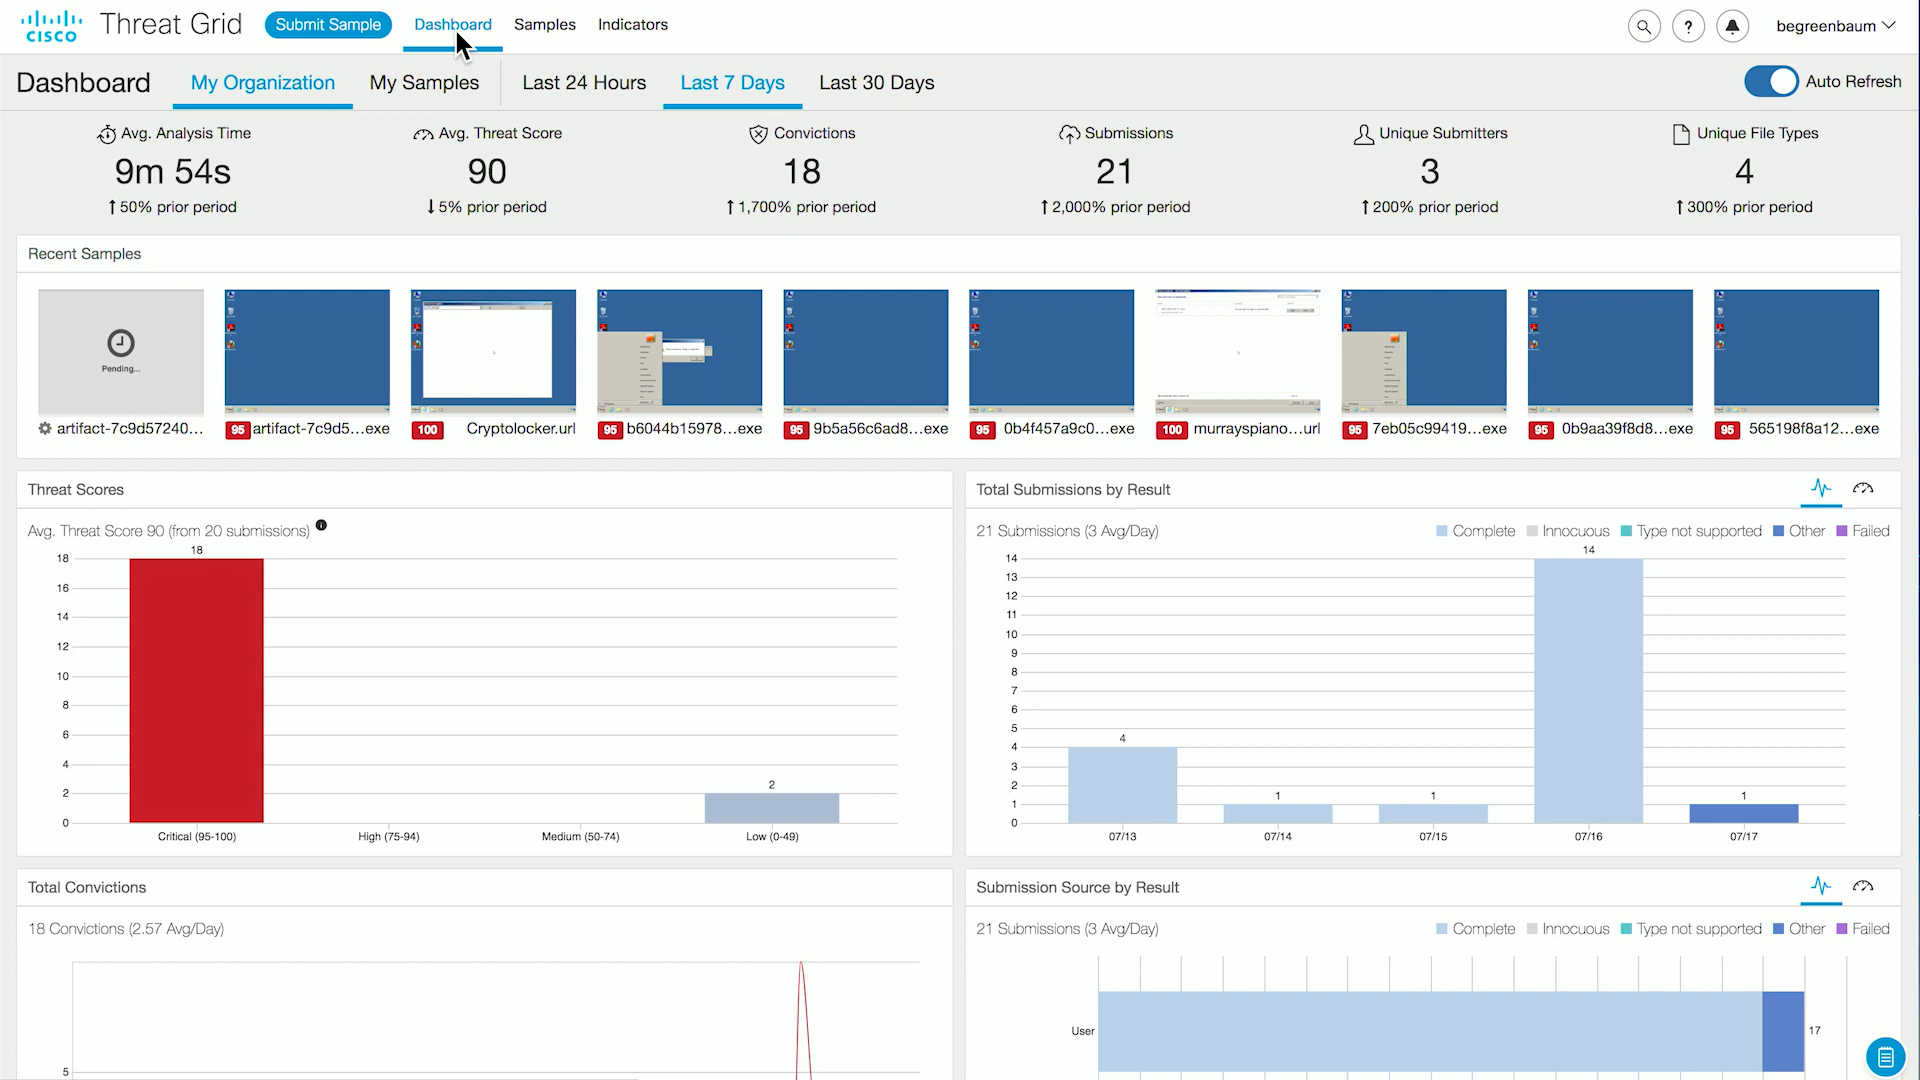 CISCO Threat Grid Submit Sample Dashboard Samples Indicators ? begreenbaum
Dashboard My Organization My Samples Last 24 Hours Last 7 Days Last 30 Days Auto Refresh
Avg. Analysis Time Avg. Threat Score Convictions Submissions Unique Submitters Unique File Types
9m 54s 90 18 21 3 4
↑50% prior period ↓5% prior period ↑1,700% prior period ↑2,000% prior period ↑200% prior period ↑300% prior period
Recent Samples
Pending...
artifact-7c9d57240... 95 artifact-7c9d5...exe 100 Cryptolocker.url 95 b6044b15978...exe 95 9b5a56c6ad8...exe 95 0b4f457a9c0...exe 100 murrayspiano...url 95 7eb05c99419...exe 95 0b9aa39f8d8...exe 95 565198f8a12...exe
Threat Scores
Avg. Threat Score 90 (from 20 submissions)
18
18
16
14
12
10
8
6
4
2
2
0
Critical (95-100) High (75-94) Medium (50-74) Low (0-49)
Total Submissions by Result
21 Submissions (3 Avg/Day) Complete Innocuous Type not supported Other Failed
14
14
13
12
11
10
9
8
7
6
5
4
4
3
2
1 1 1 1
0
07/13 07/14 07/15 07/16 07/17
Total Convictions
18 Convictions (2.57 Avg/Day)
5
Submission Source by Result
21 Submissions (3 Avg/Day) Complete Innocuous Type not supported Other Failed
User 17